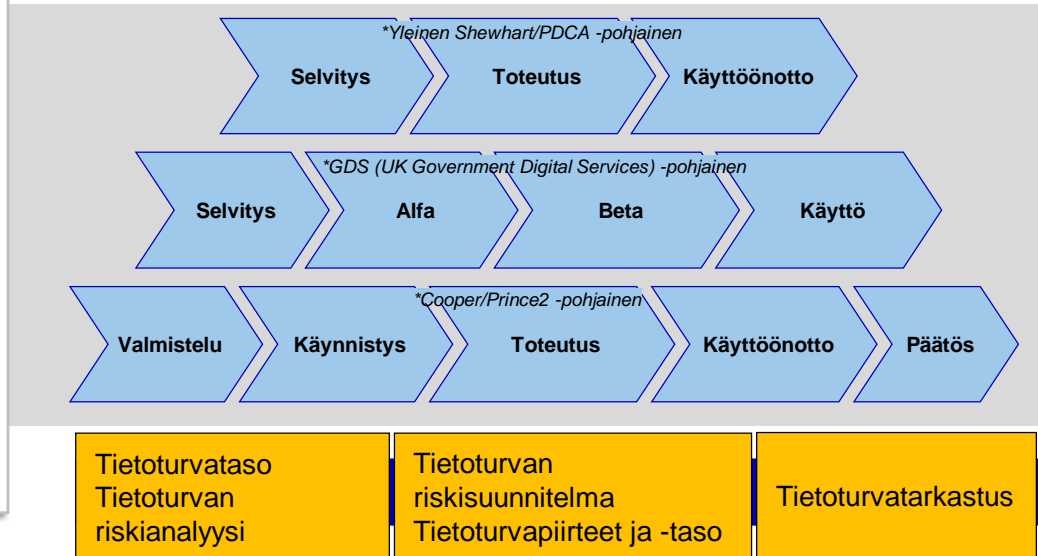 *Yleinen Shewhart/PDCA -pohjainen
Selvitys
Toteutus
Käyttöönotto
*GDS (UK Government Digital Services) -pohjainen
Selvitys
Alfa
Beta
Käyttö
*Cooper/Prince2 -pohjainen
Valmistelu
Käynnistys
Toteutus
Käyttöönotto
Päätös
Tietoturvataso
Tietoturvan
riskianalyysi
Tietoturvan
riskisuunnitelma
Tietoturvapiirteet ja -taso
Tietoturvatarkastus